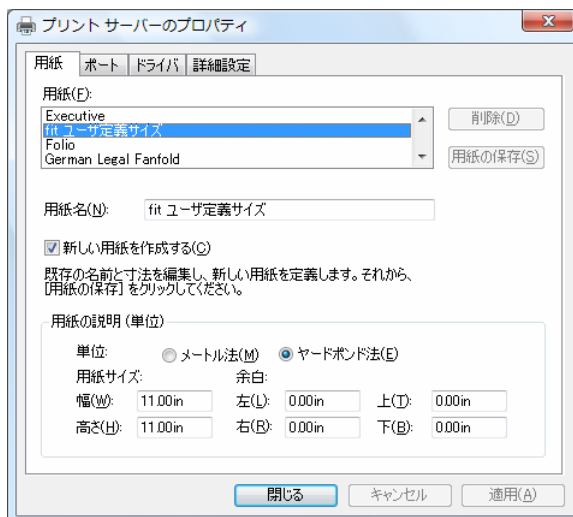 プリント サーバーのプロパティ
用紙 ポート ドライバ 詳細設定
用紙(F):
Executive
fit ユーザ定義サイズ
Folio
German Legal Fanfold
削除(D)
用紙の保存(S)
用紙名(N): fit ユーザ定義サイズ
新しい用紙を作成する(C)
既存の名前と寸法を編集し、新しい用紙を定義します。それから、
[用紙の保存] をクリックしてください。
用紙の説明 (単位)
単位: メートル法(M) ヤードポンド法(E)
用紙サイズ: 余白:
幅(W): 11.00in 左(L): 0.00in 上(T): 0.00in
高さ(H): 11.00in 右(R): 0.00in 下(B): 0.00in
閉じる キャンセル 適用(A)